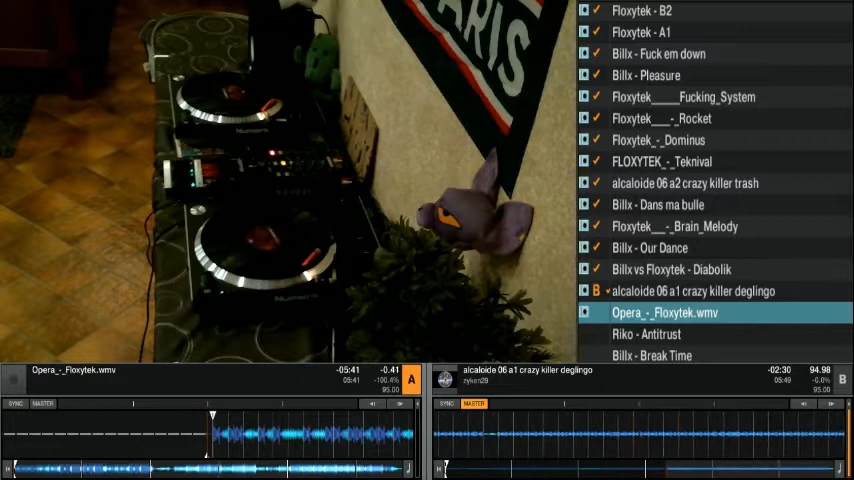 PARIS
Numark
Numark
Floxytek - B2
Floxytek - A1
Billx - Fuck em down
Billx - Pleasure
Floxytek_____Fucking_System
Floxytek___-_Rocket
Floxytek_-_Dominus
FLOXYTEK_-_Teknival
alcaloide 06 a2 crazy killer trash
Billx - Dans ma bulle
Floxytek__-_Brain_Melody
Billx - Our Dance
Billx vs Floxytek - Diabolik
B alcaloide 06 a1 crazy killer deglingo
Opera_-_Floxytek.wmv
Riko - Antitrust
Billx - Break Time
Opera_-_Floxytek.wmv -05:41 -0.41 A
05:41 -100.4%
95.00
SYNC MASTER
alcaloide 06 a1 crazy killer deglingo -02:30 94.98 B
zyken29 05:49 -0.0%
95.00
SYNC MASTER